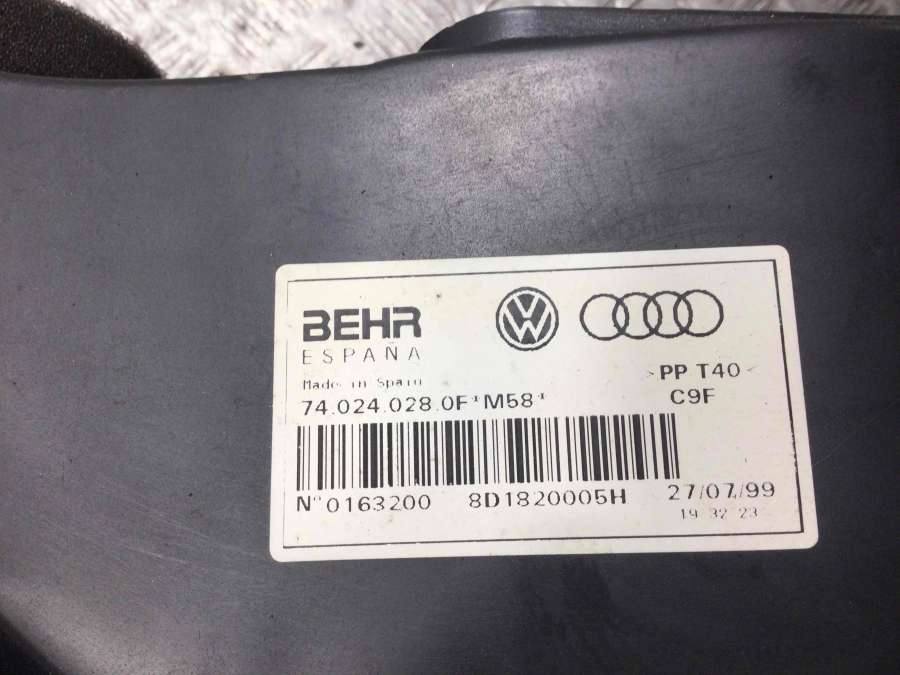 BEHR
ESPAÑA
Made in Spain
>PP T40<
74.024.028.0F*M58*
C9F
Nº 0163200 8D1820005H 27/07/99
19 32 23